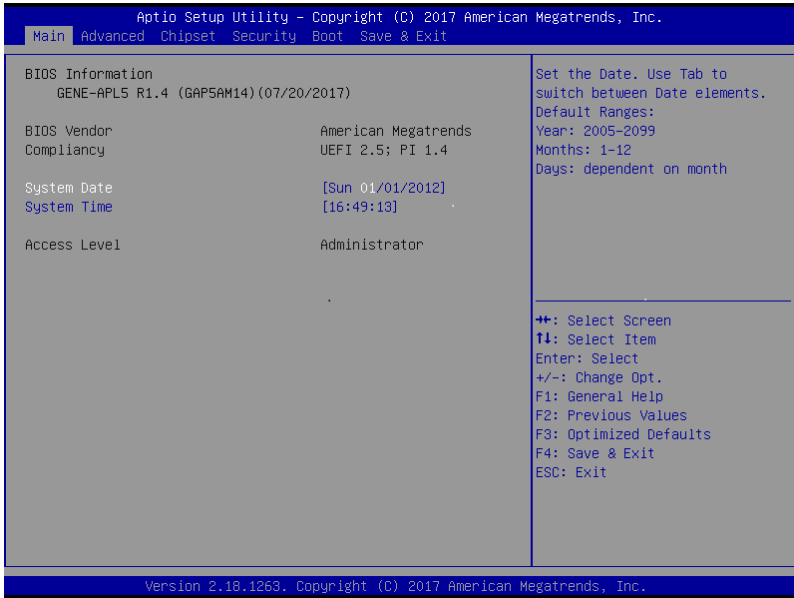 Aptio Setup Utility – Copyright (C) 2017 American Megatrends, Inc.
Main Advanced Chipset Security Boot Save & Exit
BIOS Information
GENE-APL5 R1.4 (GAP5AM14)(07/20/2017)
BIOS Vendor American Megatrends
Compliancy UEFI 2.5; PI 1.4
System Date [Sun 01/01/2012]
System Time [16:49:13]
Access Level Administrator
Set the Date. Use Tab to
switch between Date elements.
Default Ranges:
Year: 2005–2099
Months: 1–12
Days: dependent on month
→←: Select Screen
↑↓: Select Item
Enter: Select
+/-: Change Opt.
F1: General Help
F2: Previous Values
F3: Optimized Defaults
F4: Save & Exit
ESC: Exit
Version 2.18.1263. Copyright (C) 2017 American Megatrends, Inc.